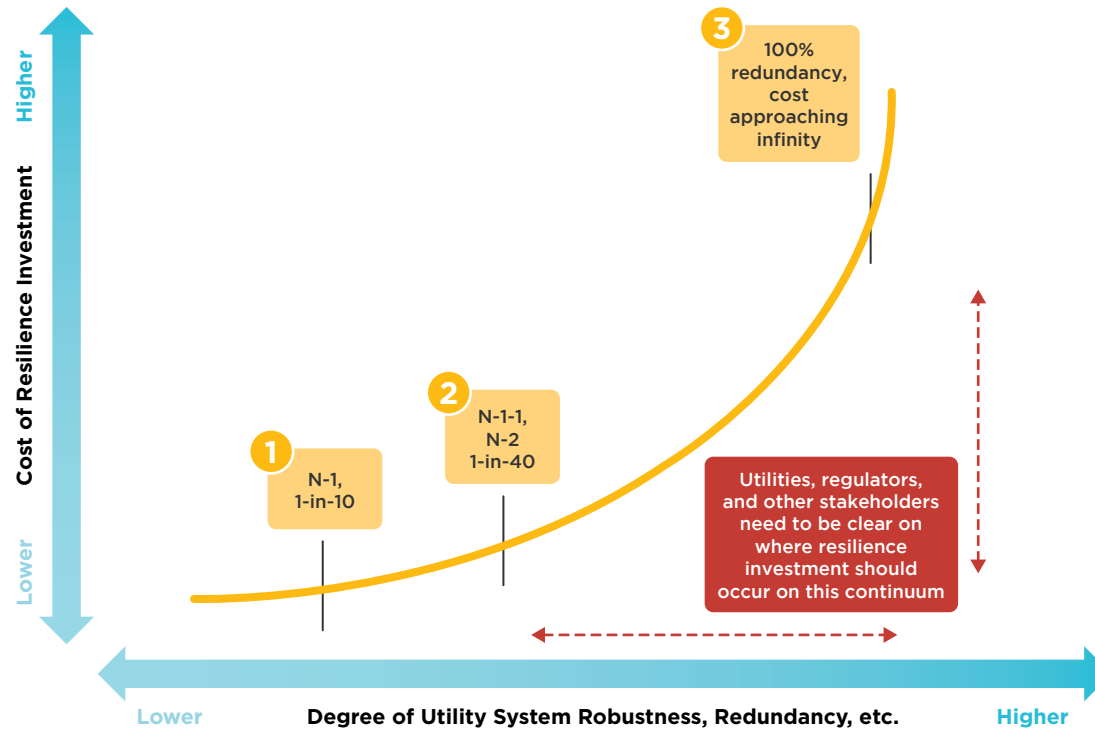 Higher
Cost of Resilience Investment
Lower
3
100%
redundancy,
cost
approaching
infinity
2
N-1-1,
N-2
1-in-40
1
N-1,
1-in-10
Utilities, regulators,
and other stakeholders
need to be clear on
where resilience
investment should
occur on this continuum
Lower
Degree of Utility System Robustness, Redundancy, etc.
Higher